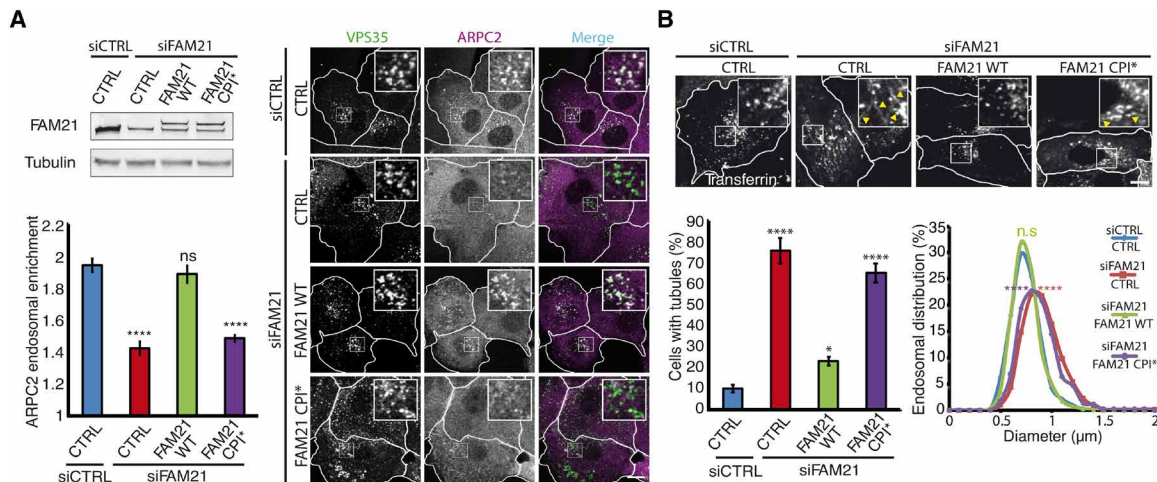 A
siCTRL siFAM21
CTRL
CTRL
FAM21 WT
FAM21 CPI*
FAM21
Tubulin
ARPC2 endosomal enrichment
2.2
2
1.8
1.6
1.4
1.2
1
****
ns
****
CTRL
CTRL
FAM21 WT
FAM21 CPI*
siCTRL siFAM21
VPS35 ARPC2 Merge
siCTRL
CTRL
siFAM21
CTRL
FAM21 WT
FAM21 CPI*
B
siCTRL siFAM21
CTRL CTRL FAM21 WT FAM21 CPI*
Transferrin
Cells with tubules (%)
90
80
70
60
50
40
30
20
10
0
****
*
****
CTRL
CTRL
FAM21 WT
FAM21 CPI*
siCTRL siFAM21
Endosomal distribution (%)
35
30
25
20
15
10
5
0
n.s
**** ****
0 0.5 1 1.5 2
Diameter (µm)
siCTRL
CTRL
siFAM21
CTRL
siFAM21
FAM21 WT
siFAM21
FAM21 CPI*